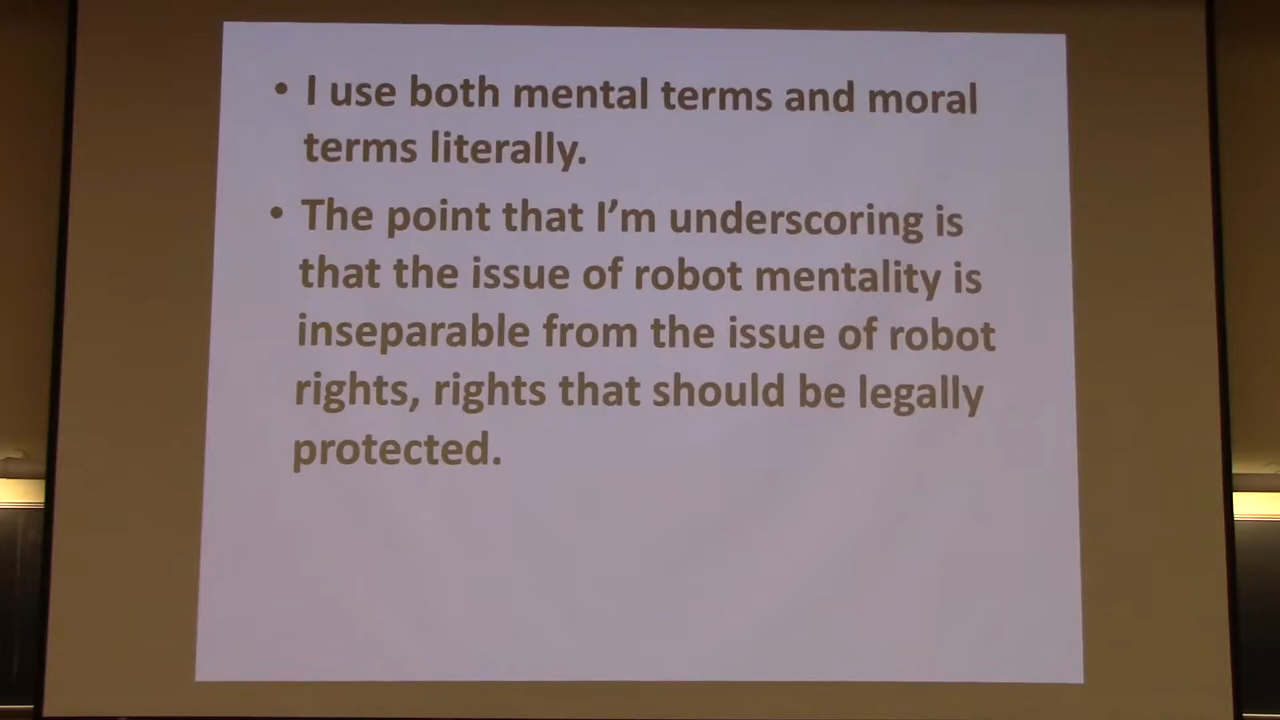 • I use both mental terms and moral
terms literally.
• The point that I’m underscoring is
that the issue of robot mentality is
inseparable from the issue of robot
rights, rights that should be legally
protected.